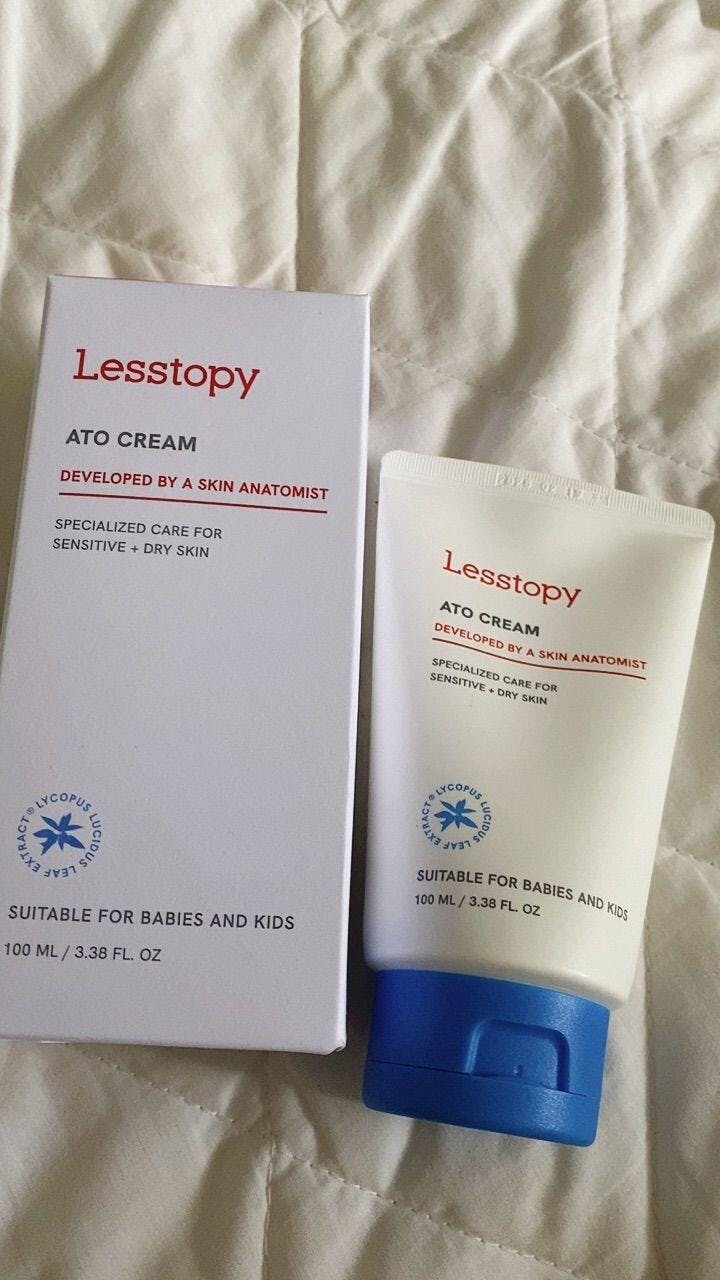 Lesstopy
ATO CREAM
DEVELOPED BY A SKIN ANATOMIST
SPECIALIZED CARE FOR
SENSITIVE + DRY SKIN
LYCOPUS LUCIDUS LEAF EXTRACT®
SUITABLE FOR BABIES AND KIDS
100 ML / 3.38 FL. OZ
Lesstopy
ATO CREAM
DEVELOPED BY A SKIN ANATOMIST
SPECIALIZED CARE FOR
SENSITIVE + DRY SKIN
LYCOPUS LUCIDUS LEAF EXTRACT®
SUITABLE FOR BABIES AND KIDS
100 ML / 3.38 FL. OZ